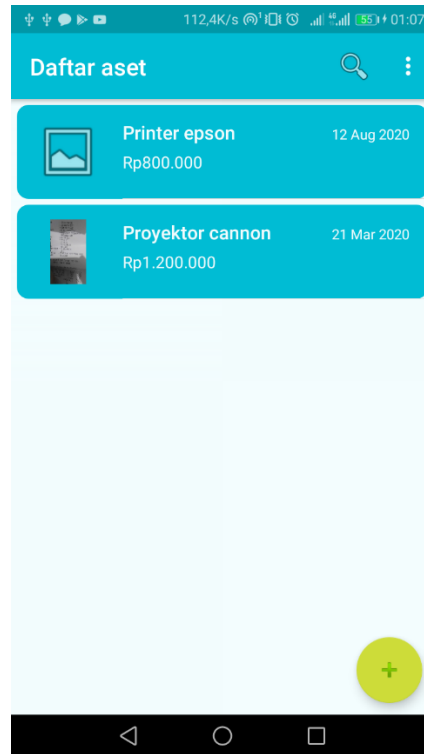 112,4K/s 55 01:07
Daftar aset
Printer epson 12 Aug 2020
Rp800.000
Proyektor cannon 21 Mar 2020
Rp1.200.000
+